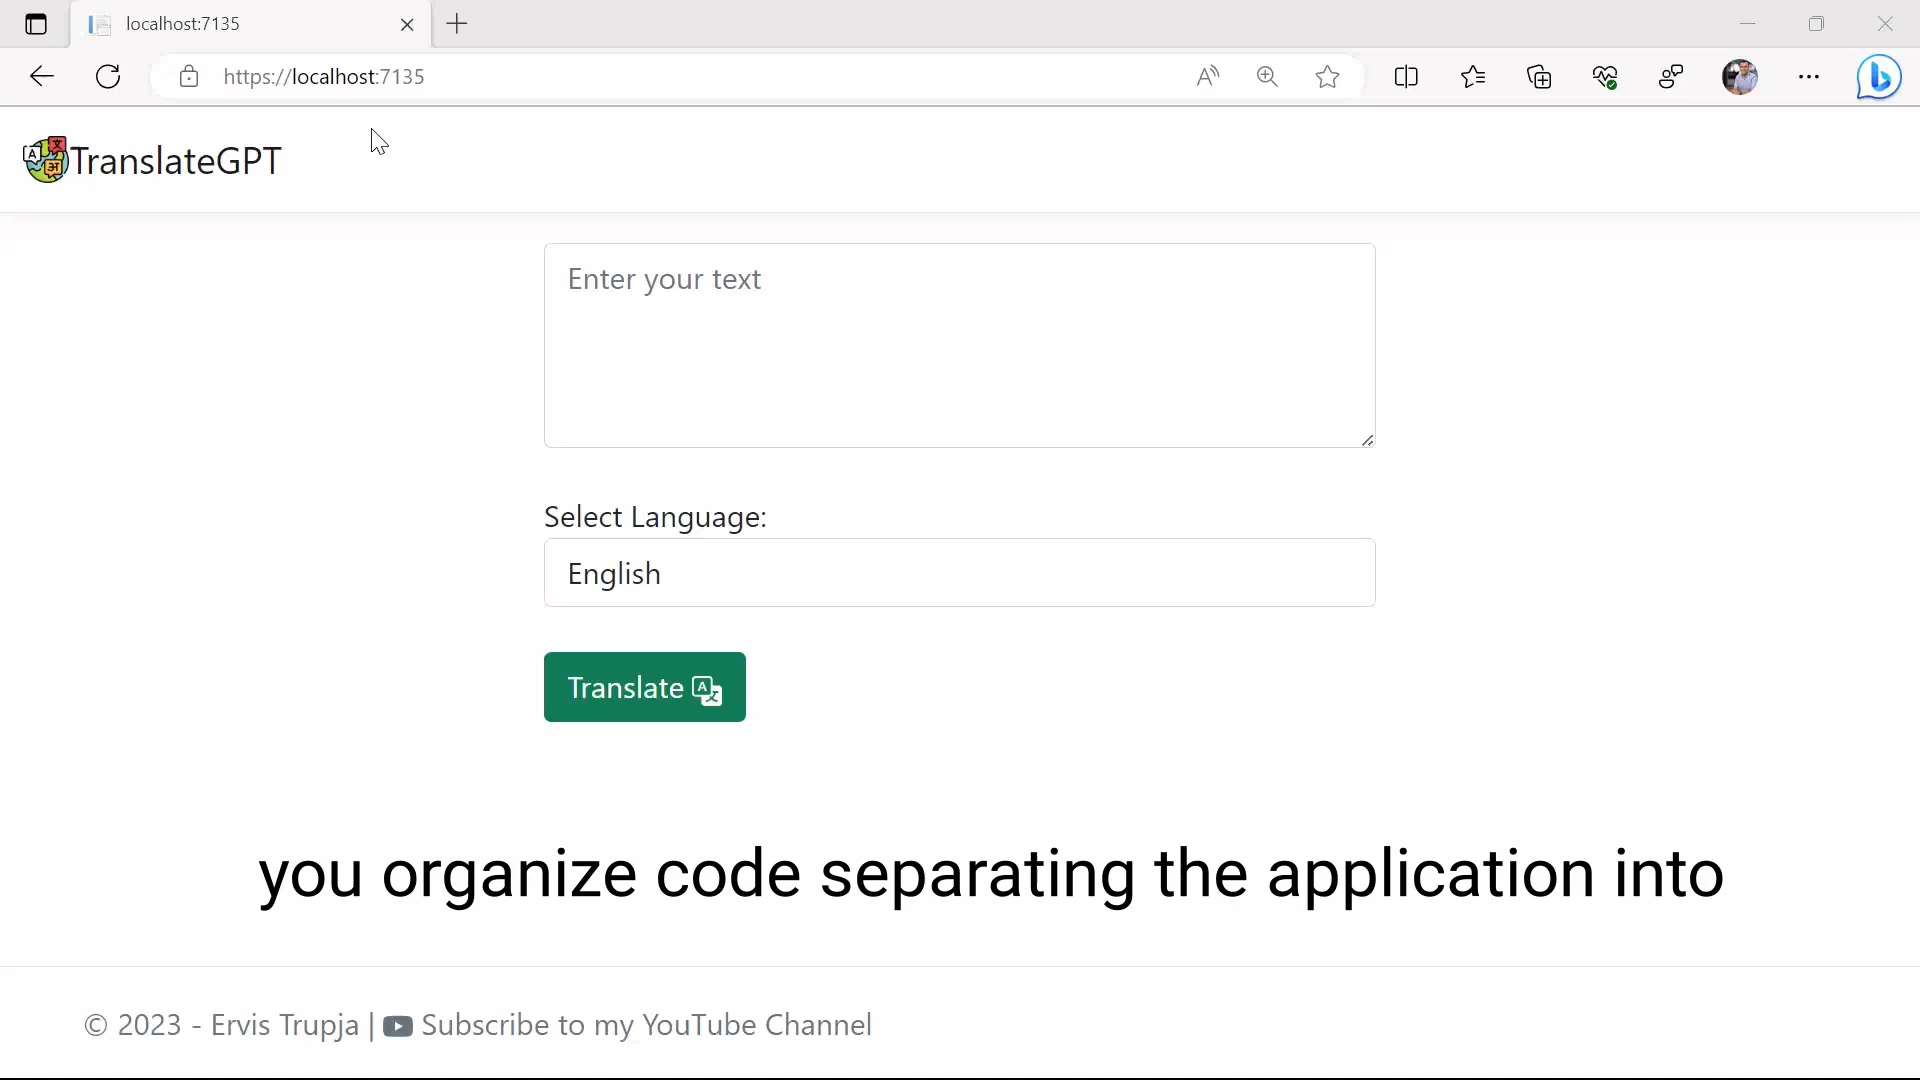 localhost:7135
https://localhost:7135
TranslateGPT
Enter your text
Select Language:
English
Translate
you organize code separating the application into
© 2023 - Ervis Trupja | Subscribe to my YouTube Channel